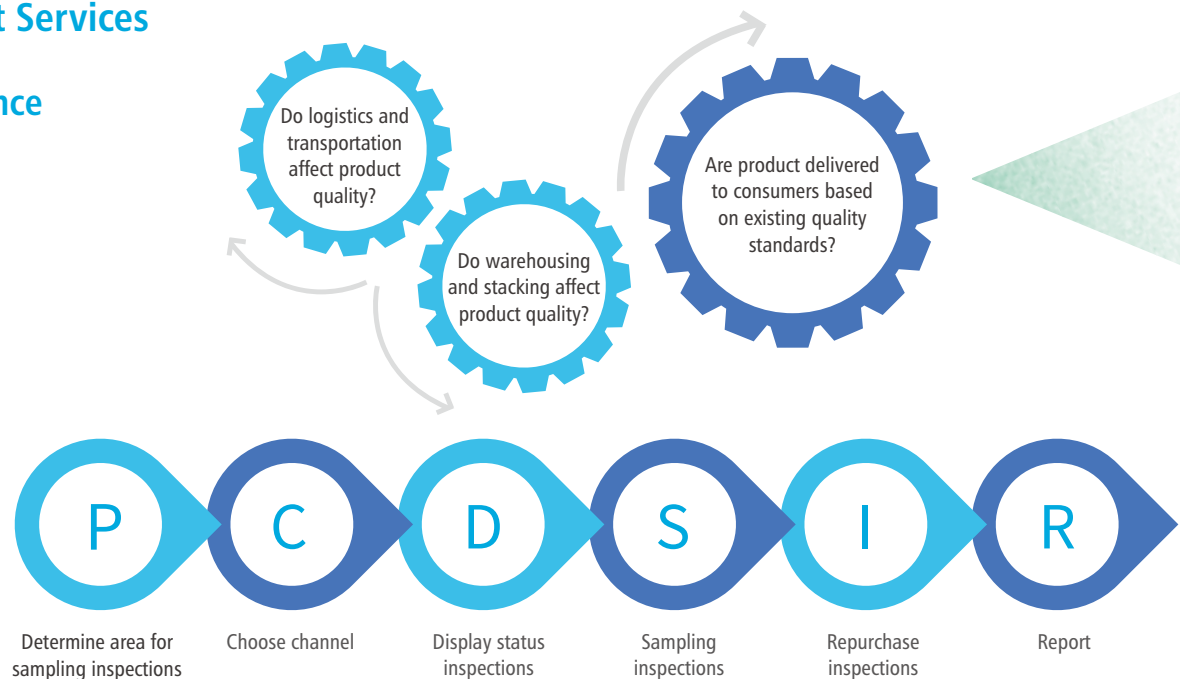 t Services
nce
Do logistics and
transportation
affect product
quality?
Do warehousing
and stacking affect
product quality?
Are product delivered
to consumers based
on existing quality
standards?
P
C
D
S
I
R
Determine area for
sampling inspections
Choose channel
Display status
inspections
Sampling
inspections
Repurchase
inspections
Report